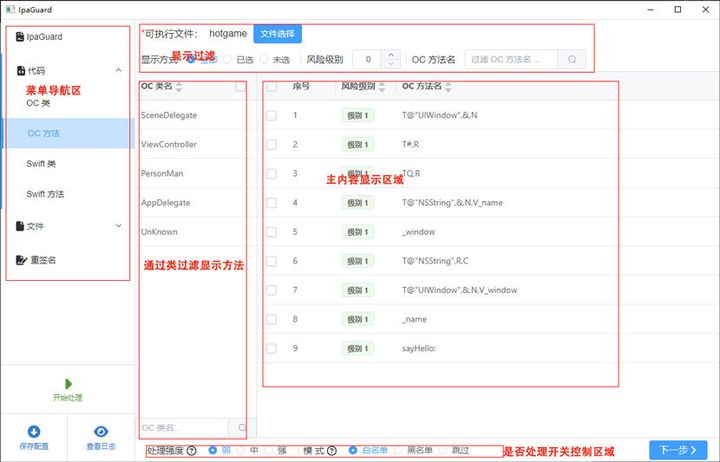 IpaGuard
IpaGuard
代码
菜单导航区
OC 类
OC 方法
Swift 类
Swift 方法
文件
重签名
开始处理
保存配置
查看日志
*可执行文件： hotgame 文件选择
显示方式 全部 已选 未选 风险级别 0 OC 方法名 过滤 OC 方法名 ...
显示过滤
OC 类名
SceneDelegate
ViewController
PersonMan
AppDelegate
UnKnown
通过类过滤显示方法
OC 类名...
序号 风险级别 OC 方法名
1 级别 1 T@"UIWindow",&,N
2 级别 1 T#,R
3 级别 1 TQ,R
主内容显示区域
4 级别 1 T@"NSString",&,N,V_name
5 级别 1 _window
6 级别 1 T@"NSString",R,C
7 级别 1 T@"UIWindow",&,N,V_window
8 级别 1 _name
9 级别 1 sayHello:
处理强度 弱 中 强 模 式 白名单 黑名单 跳过
是否处理开关控制区域
下一步